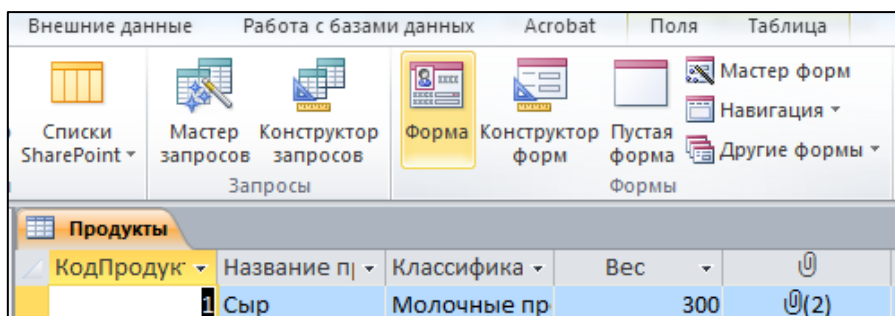 Внешние данные Работа с базами данных Acrobat Поля Таблица
Списки SharePoint
Мастер запросов
Конструктор запросов
Форма
Конструктор форм
Пустая форма
Мастер форм
Навигация
Другие формы
Запросы
Формы
Продукты
КодПродук Название п Классифика Вес
1 Сыр Молочные пр 300 (2)